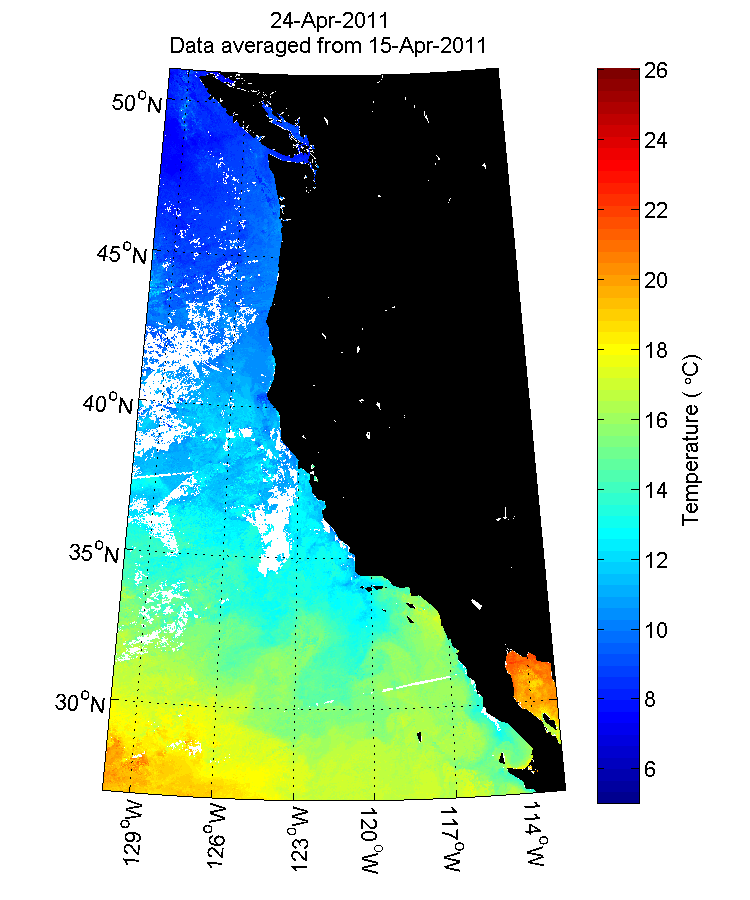 24-Apr-2011
Data averaged from 15-Apr-2011
50°N
45°N
40°N
35°N
30°N
129°W
126°W
123°W
120°W
117°W
114°W
26
24
22
20
18
16
14
12
10
8
6
Temperature ( °C)